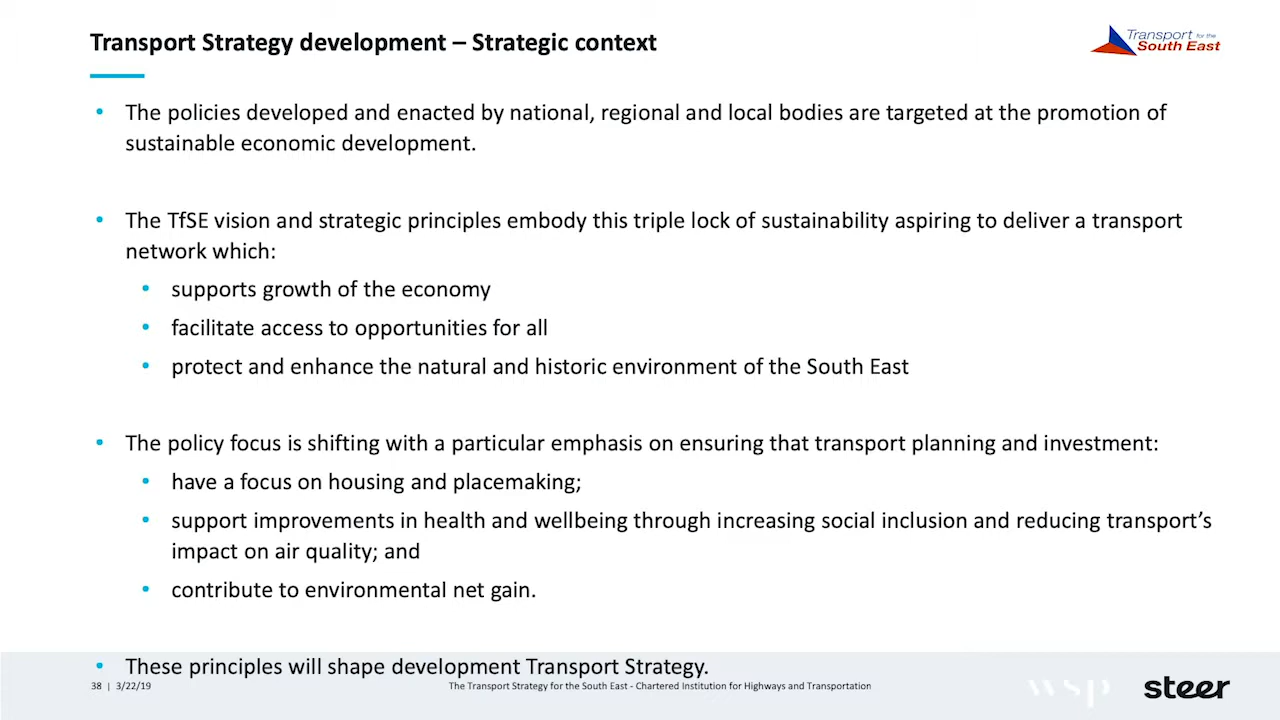 Transport Strategy development – Strategic context
Transport for the
South East
• The policies developed and enacted by national, regional and local bodies are targeted at the promotion of
sustainable economic development.
• The TfSE vision and strategic principles embody this triple lock of sustainability aspiring to deliver a transport
network which:
• supports growth of the economy
• facilitate access to opportunities for all
• protect and enhance the natural and historic environment of the South East
• The policy focus is shifting with a particular emphasis on ensuring that transport planning and investment:
• have a focus on housing and placemaking;
• support improvements in health and wellbeing through increasing social inclusion and reducing transport's
impact on air quality; and
• contribute to environmental net gain.
• These principles will shape development Transport Strategy.
38 | 3/22/19
The Transport Strategy for the South East - Chartered Institution for Highways and Transportation
wsp
steer